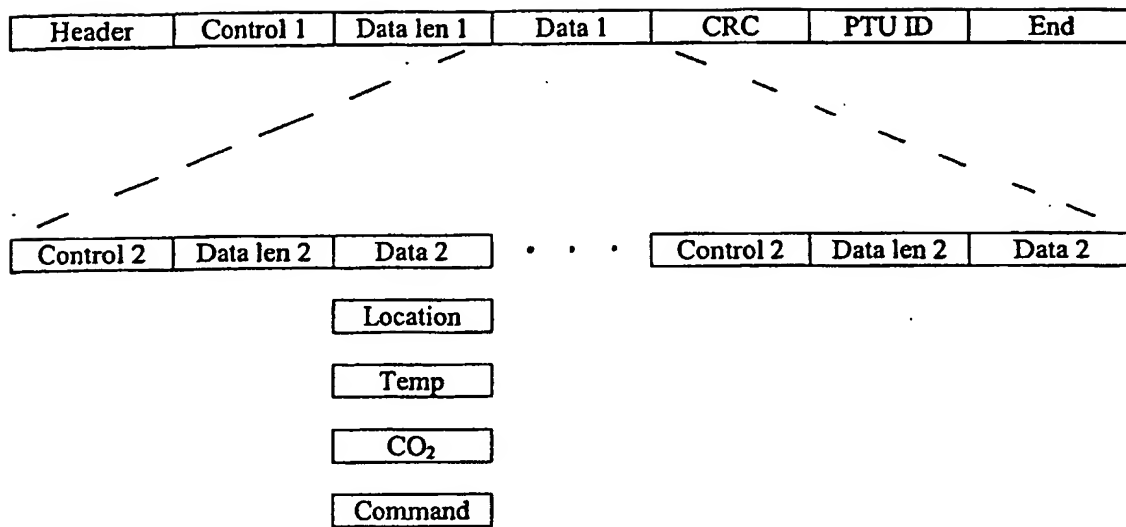 Header Control 1 Data len 1 Data 1 CRC PTU ID End
Control 2 Data len 2 Data 2 . . . . Control 2 Data len 2 Data 2
Location
Temp
CO₂
Command